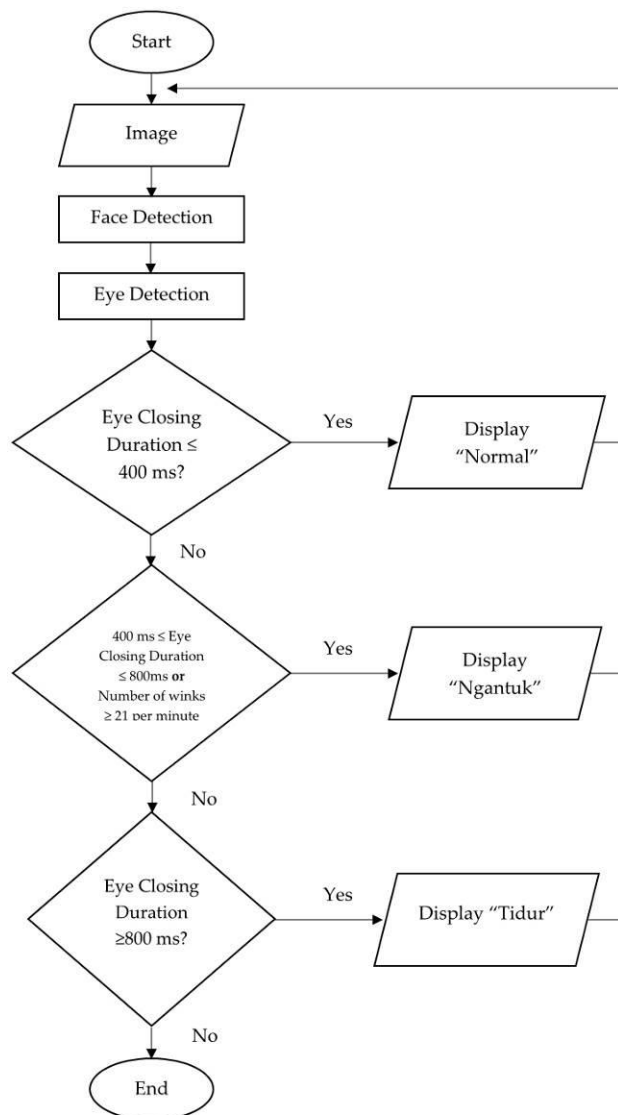 Start
Image
Face Detection
Eye Detection
Eye Closing
Duration ≤
400 ms?
Yes
Display
“Normal”
No
400 ms ≤ Eye
Closing Duration
≤ 800ms or
Number of winks
≥ 21 per minute
Yes
Display
“Ngantuk”
No
Eye Closing
Duration
≥800 ms?
Yes
Display “Tidur”
No
End